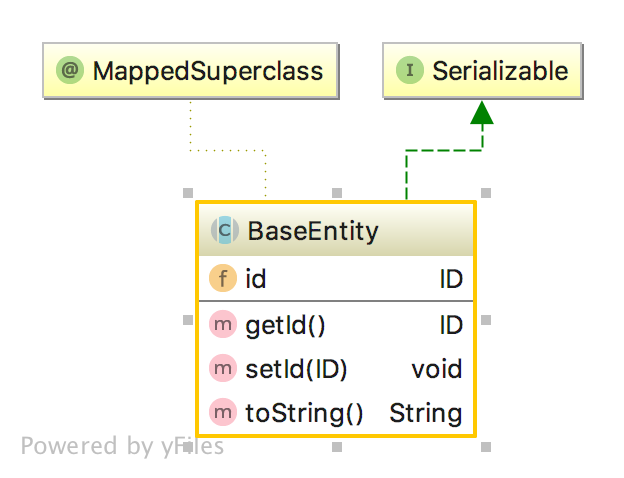 @ MappedSuperclass
I Serializable
C BaseEntity
f id ID
m getId() ID
m setId(ID) void
m toString() String
Powered by yFiles